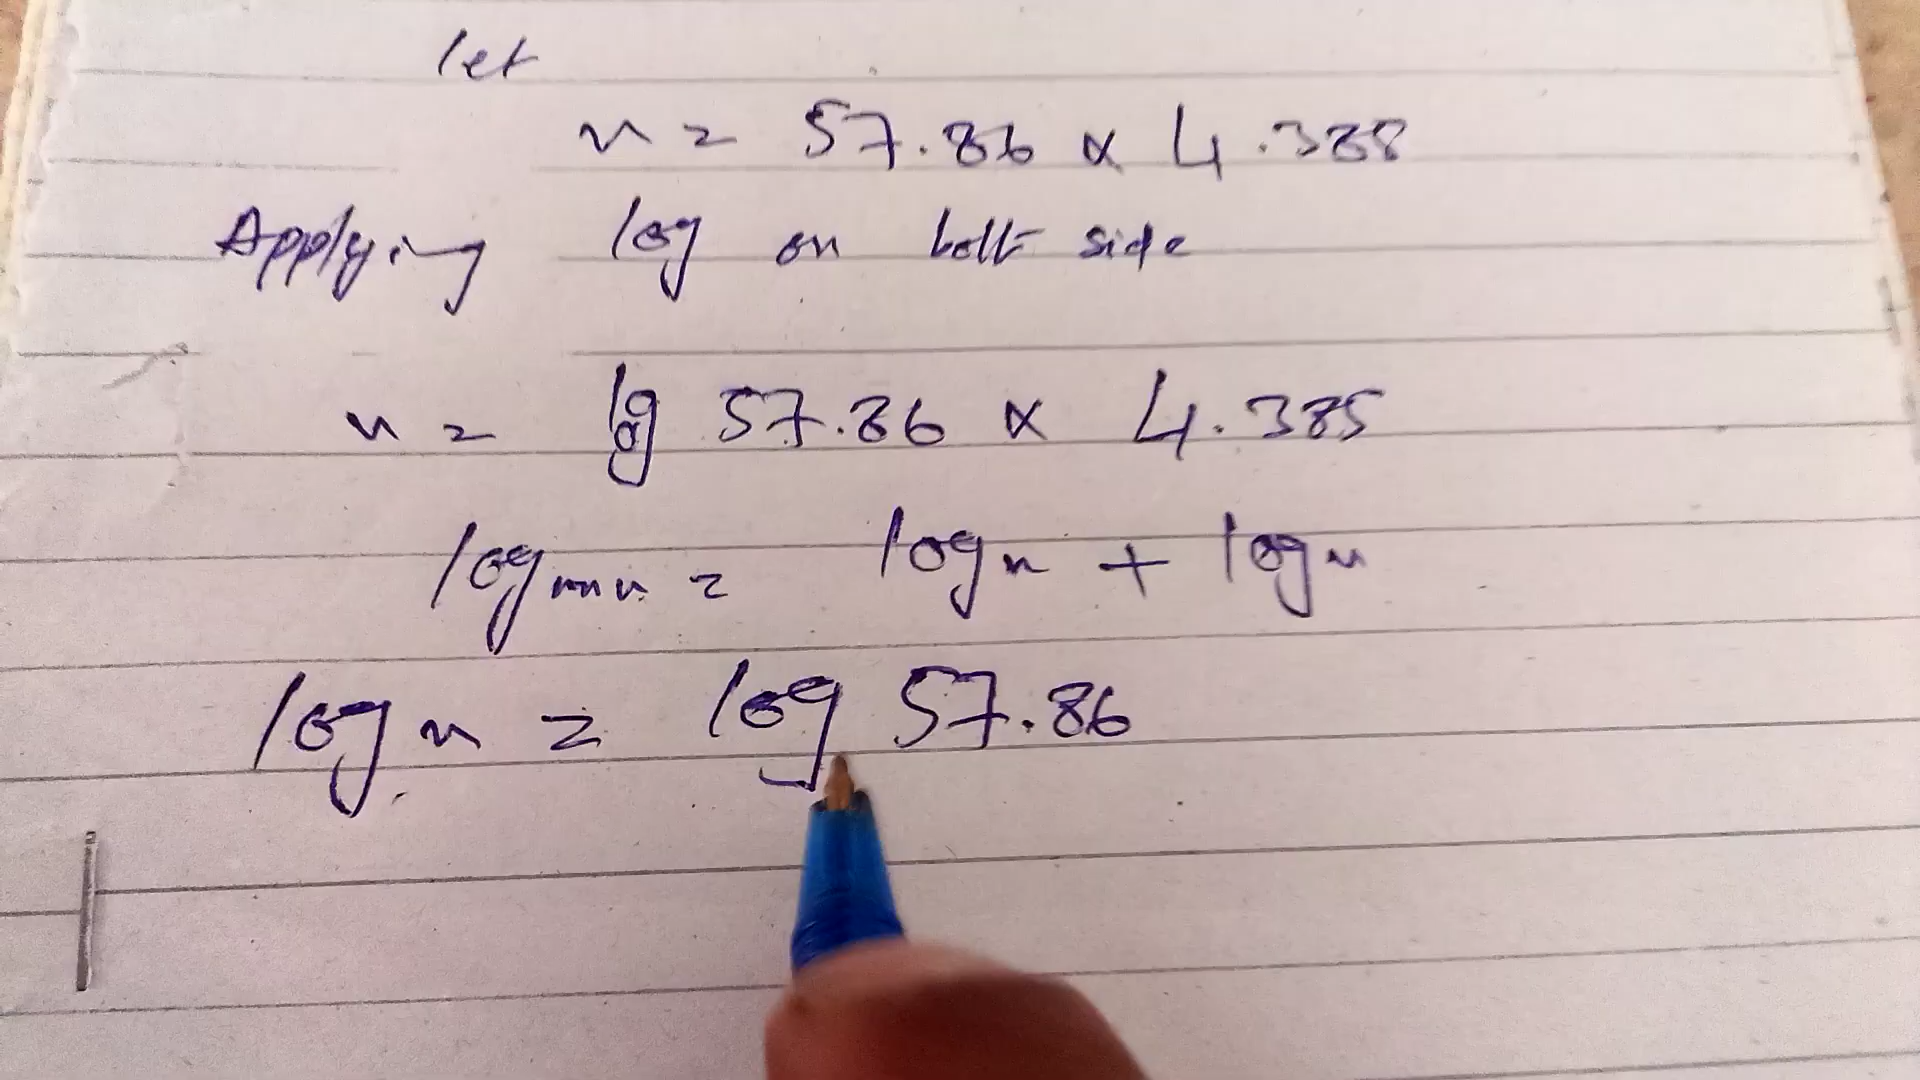 let
n = 57.86 × 4.388
Applying log on both side
n = log 57.86 × 4.385
log mn = log n + log n
log n = log 57.86